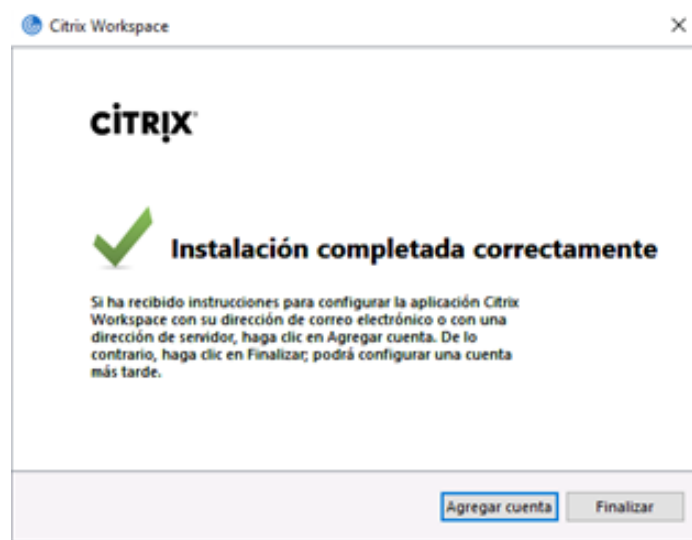 Citrix Workspace
CİTRỊX
Instalación completada correctamente
Si ha recibido instrucciones para configurar la aplicación Citrix
Workspace con su dirección de correo electrónico o con una
dirección de servidor, haga clic en Agregar cuenta. De lo
contrario, haga clic en Finalizar; podrá configurar una cuenta
más tarde.
Agregar cuenta Finalizar